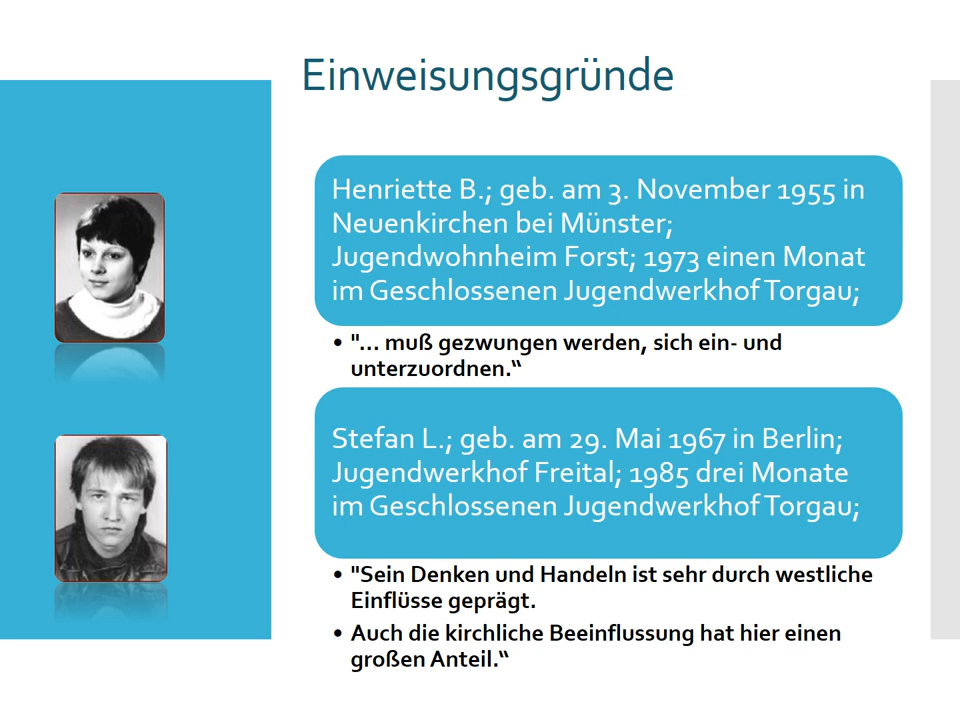 Einweisungsgründe
Henriette B.; geb. am 3. November 1955 in
Neuenkirchen bei Münster;
Jugendwohnheim Forst; 1973 einen Monat
im Geschlossenen Jugendwerkhof Torgau;
• "... muß gezwungen werden, sich ein- und
unterzuordnen.“
Stefan L.; geb. am 29. Mai 1967 in Berlin;
Jugendwerkhof Freital; 1985 drei Monate
im Geschlossenen Jugendwerkhof Torgau;
• "Sein Denken und Handeln ist sehr durch westliche
Einflüsse geprägt.
• Auch die kirchliche Beeinflussung hat hier einen
großen Anteil.“